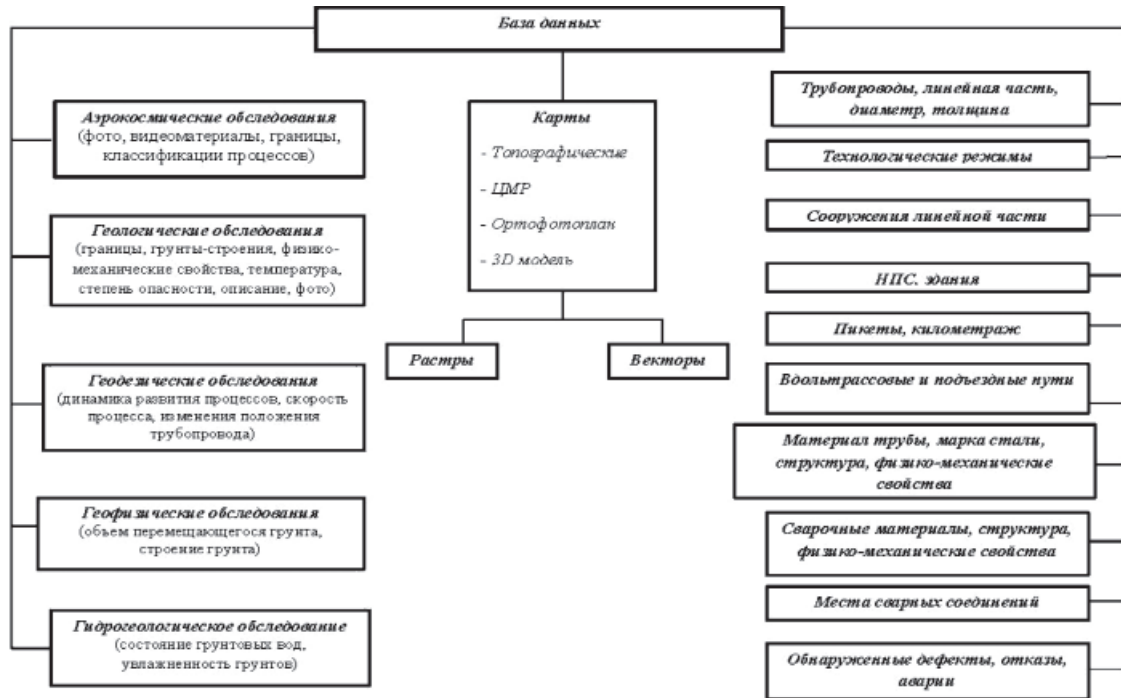 База данных
Аэрокосмические обследования
(фото, видеоматериалы, границы,
классификации процессов)
Геологические обследования
(границы, грунты-строения, физико-
механические свойства, температура,
степень опасности, описание, фото)
Геодезические обследования
(динамика развития процессов, скорость
процесса, изменения положения
трубопровода)
Геофизические обследования
(объем перемещающегося грунта,
строение грунта)
Гидрогеологическое обследование
(состояние грунтовых вод,
увлажненность грунтов)
Карты
- Топографические
- ЦМР
- Ортофотоплан
- 3D модель
Растры
Векторы
Трубопроводы, линейная часть,
диаметр, толщина
Технологические режимы
Сооружения линейной части
НПС. здания
Пикеты, километраж
Вдольтрассовые и подъездные пути
Материал трубы, марка стали,
структура, физико-механические
свойства
Сварочные материалы, структура,
физико-механические свойства
Места сварных соединений
Обнаруженные дефекты, отказы,
аварии